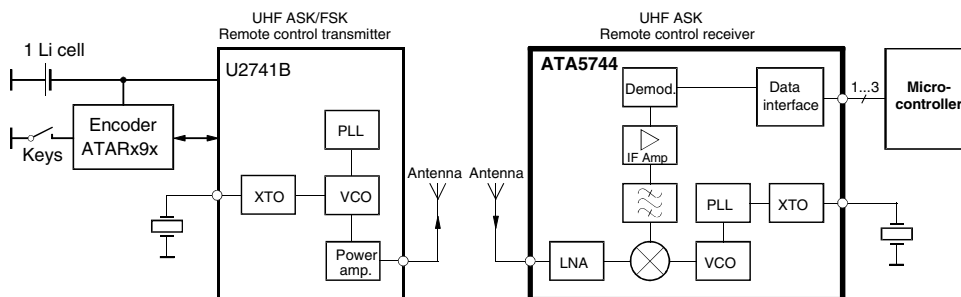 UHF ASK/FSK
Remote control transmitter
UHF ASK
Remote control receiver
1 Li cell
U2741B
ATA5744
Demod.
Data
interface
1...3
Micro-
controller
Encoder
ATARx9x
Keys
PLL
IF Amp
Antenna
Antenna
XTO
VCO
PLL
XTO
Power
amp.
LNA
VCO